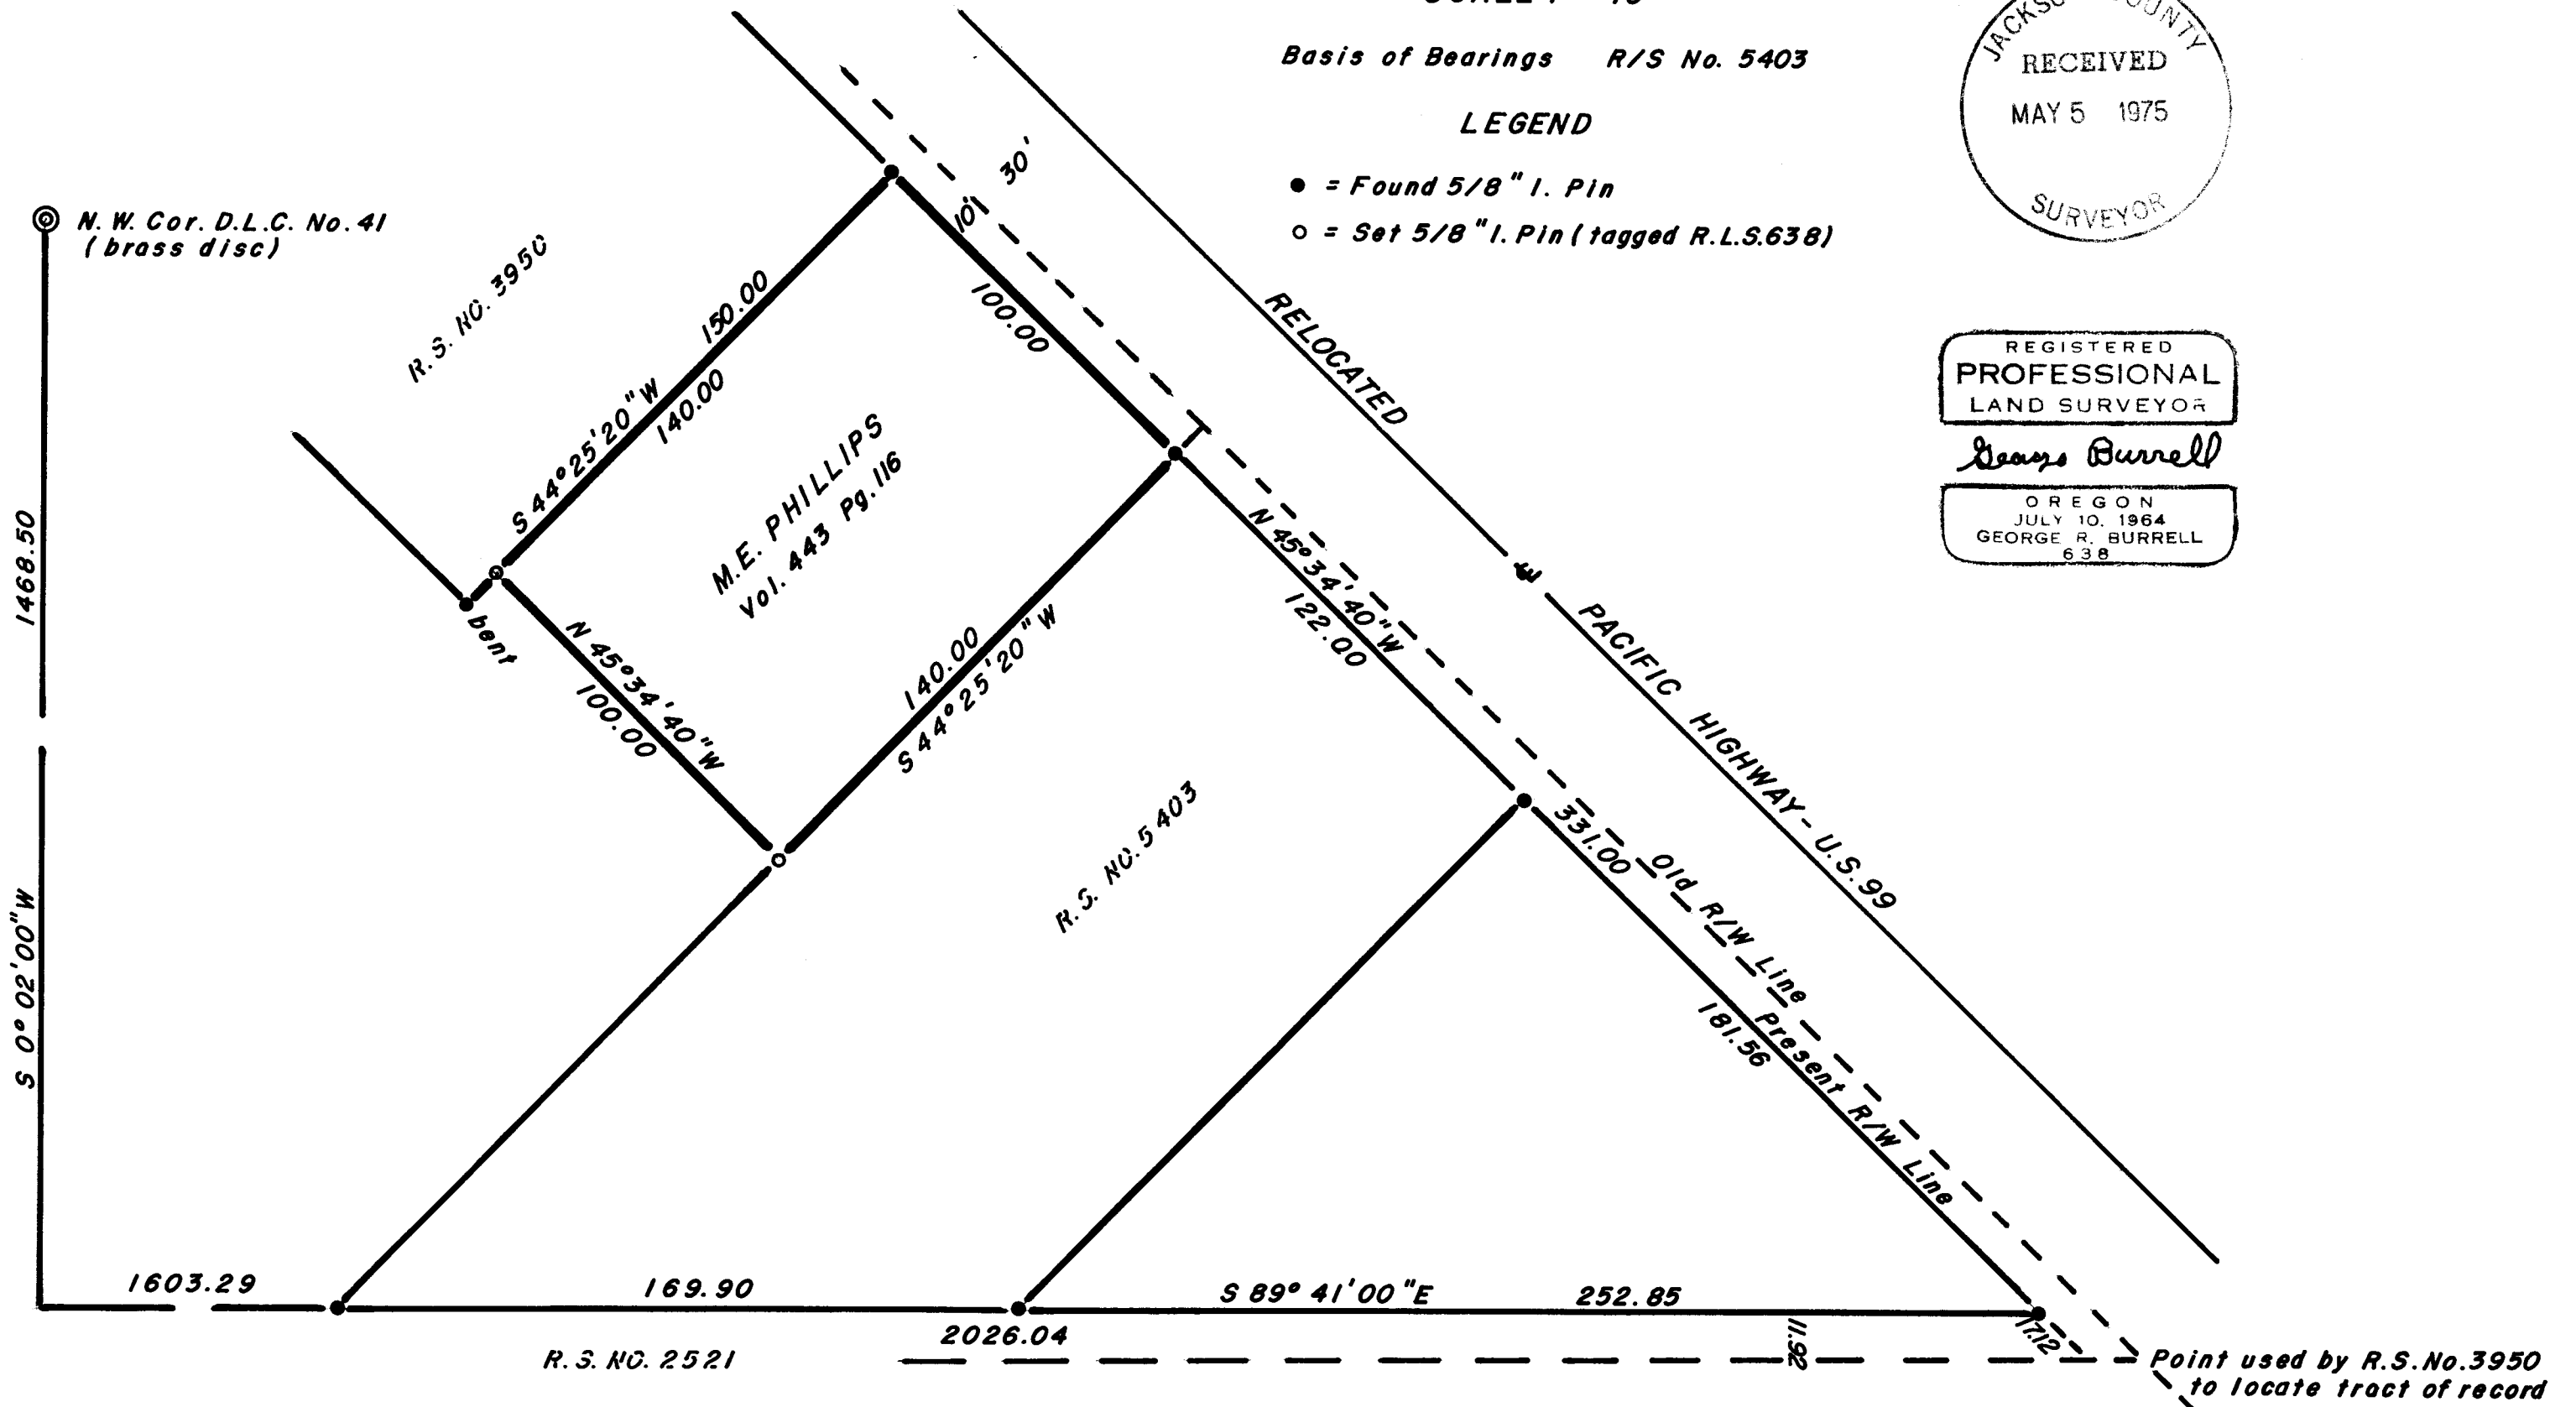 Basis of Bearings R/S No. 5403
LEGEND
= Found 5/8" I. Pin
= Set 5/8" I. Pin (tagged R.L.S.638)
JACKSON COUNTY
RECEIVED
MAY 5 1975
SURVEYOR
REGISTERED
PROFESSIONAL
LAND SURVEYOR
George Burrell
OREGON
JULY 10, 1964
GEORGE R. BURRELL
638
N.W. Cor. D.L.C. No. 41
(brass disc)
1468.50
S 0° 02' 00" W
R.S. NO. 3950
150.00
S 44° 25' 20" W
140.00
30'
10'
100.00
M.E. PHILLIPS
Vol. 443 Pg. 116
bent
N 45° 34' 40" W
100.00
140.00
S 44° 25' 20" W
N 45° 34' 40" W
122.00
RELOCATED
PACIFIC HIGHWAY - U.S. 99
R.S. NO. 5403
331.00
Old R/W Line
181.56
Present R/W Line
1603.29
169.90
S 89° 41' 00" E
252.85
2026.04
R.S. NO. 2521
11.92
17.12
Point used by R.S. No. 3950
to locate tract of record